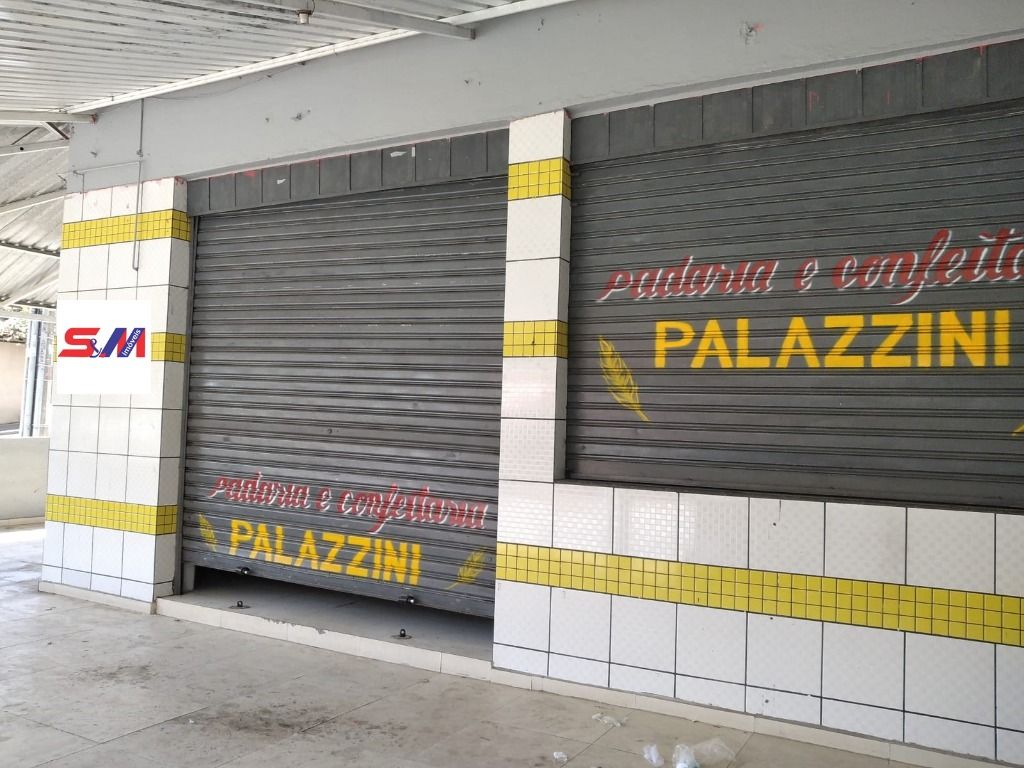 S&M
Imóveis
Padaria e confeitaria
PALAZZINI
Padaria e confeita
PALAZZINI